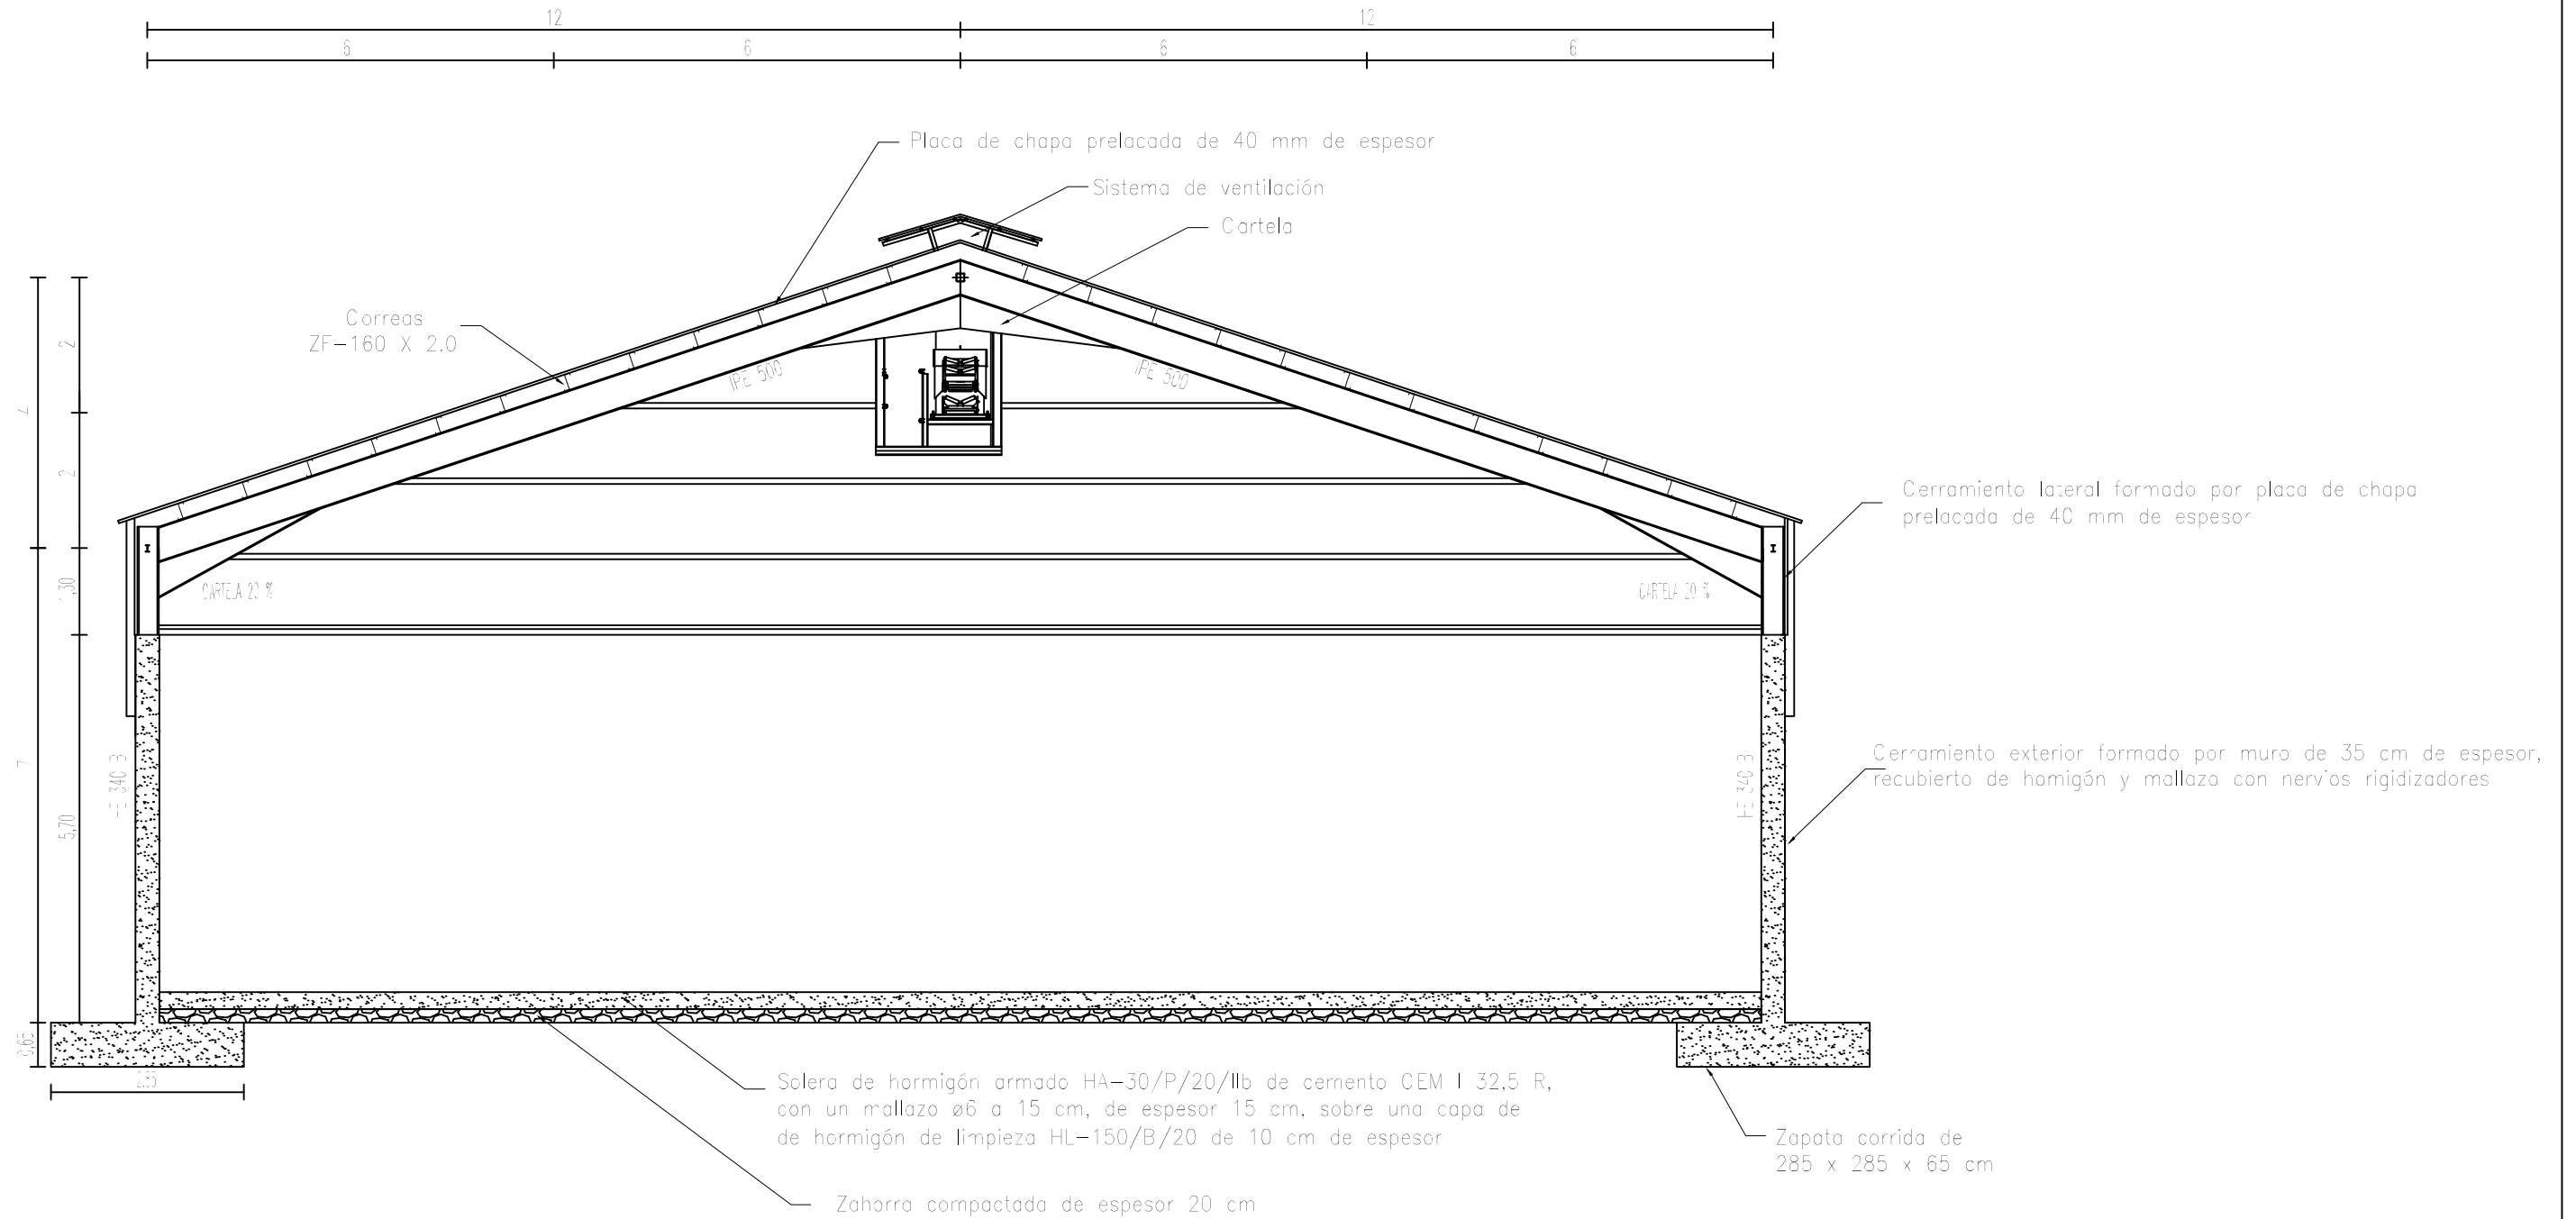 12
12
6
6
6
6
Placa de chapa prelacada de 40 mm de espesor
Sistema de ventilación
Cartela
Correas
ZF-160 X 2.0
IPE 500
IPE 500
2
4
2
Cerramiento lateral formado por placa de chapa
prelacada de 40 mm de espesor
1,30
CARTELA 20 %
CARTELA 20 %
7
HE 340 B
HE 340 B
Cerramiento exterior formado por muro de 35 cm de espesor,
recubierto de homigón y mallazo con nervios rigidizadores
5,70
0,65
2.85
Solera de hormigón armado HA-30/P/20/IIb de cemento CEM I 32,5 R,
con un mallazo ø6 a 15 cm, de espesor 15 cm, sobre una capa de
de hormigón de limpieza HL-150/B/20 de 10 cm de espesor
Zapata corrida de
285 x 285 x 65 cm
Zahorra compactada de espesor 20 cm